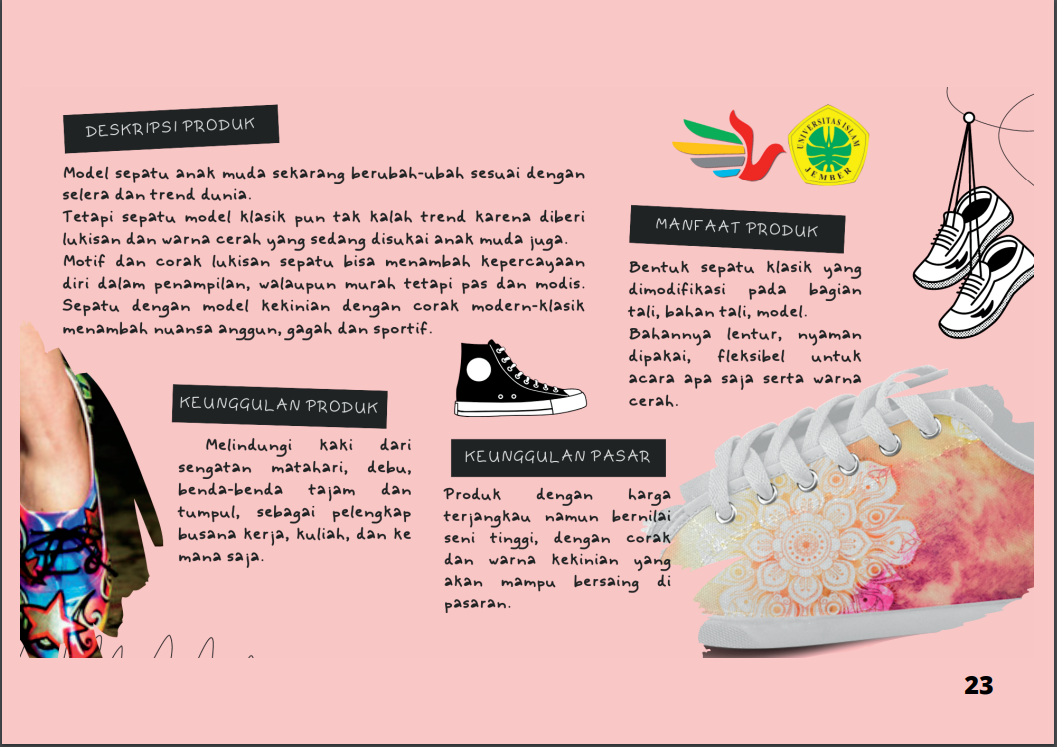 DESKRIPSI PRODUK
Model sepatu anak muda sekarang berubah-ubah sesuai dengan
selera dan trend dunia.
Tetapi sepatu model klasik pun tak kalah trend karena diberi
lukisan dan warna cerah yang sedang disukai anak muda juga.
Motif dan corak lukisan sepatu bisa menambah kepercayaan
diri dalam penampilan, walaupun murah tetapi pas dan modis.
Sepatu dengan model kekinian dengan corak modern-klasik
menambah nuansa anggun, gagah dan sportif.
UNIVERSITAS ISLAM
JEMBER
MANFAAT PRODUK
Bentuk sepatu klasik yang
dimodifikasi pada bagian
tali, bahan tali, model.
Bahannya lentur, nyaman
dipakai, fleksibel untuk
acara apa saja serta warna
cerah.
KEUNGGULAN PRODUK
Melindungi kaki dari
sengatan matahari, debu,
benda-benda tajam dan
tumpul, sebagai pelengkap
busana kerja, kuliah, dan ke
mana saja.
KEUNGGULAN PASAR
Produk dengan harga
terjangkau namun bernilai
seni tinggi, dengan corak
dan warna kekinian yang
akan mampu bersaing di
pasaran.
23